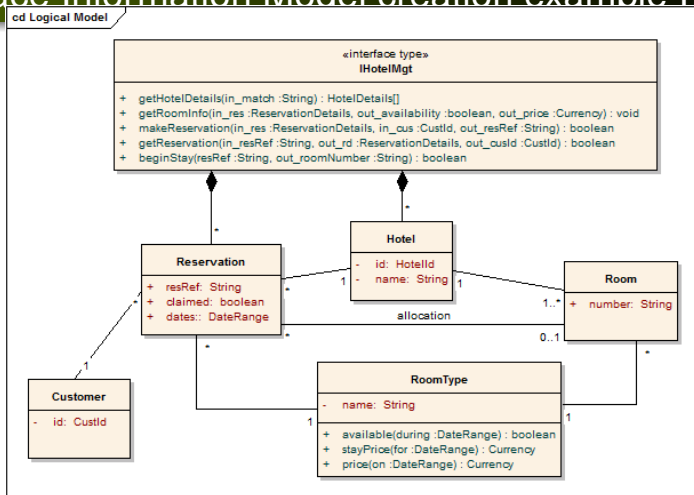 Information Model creation example
cd Logical Model
«interface type»
IHotelMgt
+ getHotelDetails(in_match :String) : HotelDetails[]
+ getRoomInfo(in_res :ReservationDetails, out_availability :boolean, out_price :Currency) : void
+ makeReservation(in_res :ReservationDetails, in_cus :CustId, out_resRef :String) : boolean
+ getReservation(in_resRef :String, out_rd :ReservationDetails, out_cusId :CustId) : boolean
+ beginStay(resRef :String, out_roomNumber :String) : boolean
*
*
Hotel
- id: HotelId
- name: String
Reservation
+ resRef: String
+ claimed: boolean
+ dates:: DateRange
Room
+ number: String
1
*
1
1..*
allocation
*
0..1
*
1
*
1
*
1
Customer
- id: CustId
RoomType
- name: String
+ available(during :DateRange) : boolean
+ stayPrice(for :DateRange) : Currency
+ price(on :DateRange) : Currency